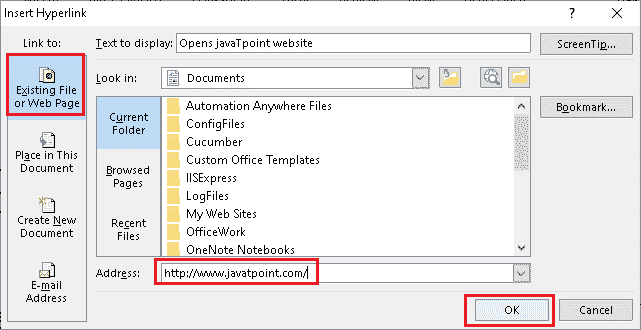 Insert Hyperlink
? ×
Link to:
Text to display: Opens javaTpoint website
ScreenTip...
Existing File
or Web Page
Look in: Documents
Bookmark...
Place in This
Document
Create New
Document
E-mail
Address
Current
Folder
Browsed
Pages
Recent
Files
Automation Anywhere Files
ConfigFiles
Cucumber
Custom Office Templates
IISExpress
LogFiles
My Web Sites
OfficeWork
OneNote Notebooks
Address: http://www.javatpoint.com/
OK
Cancel